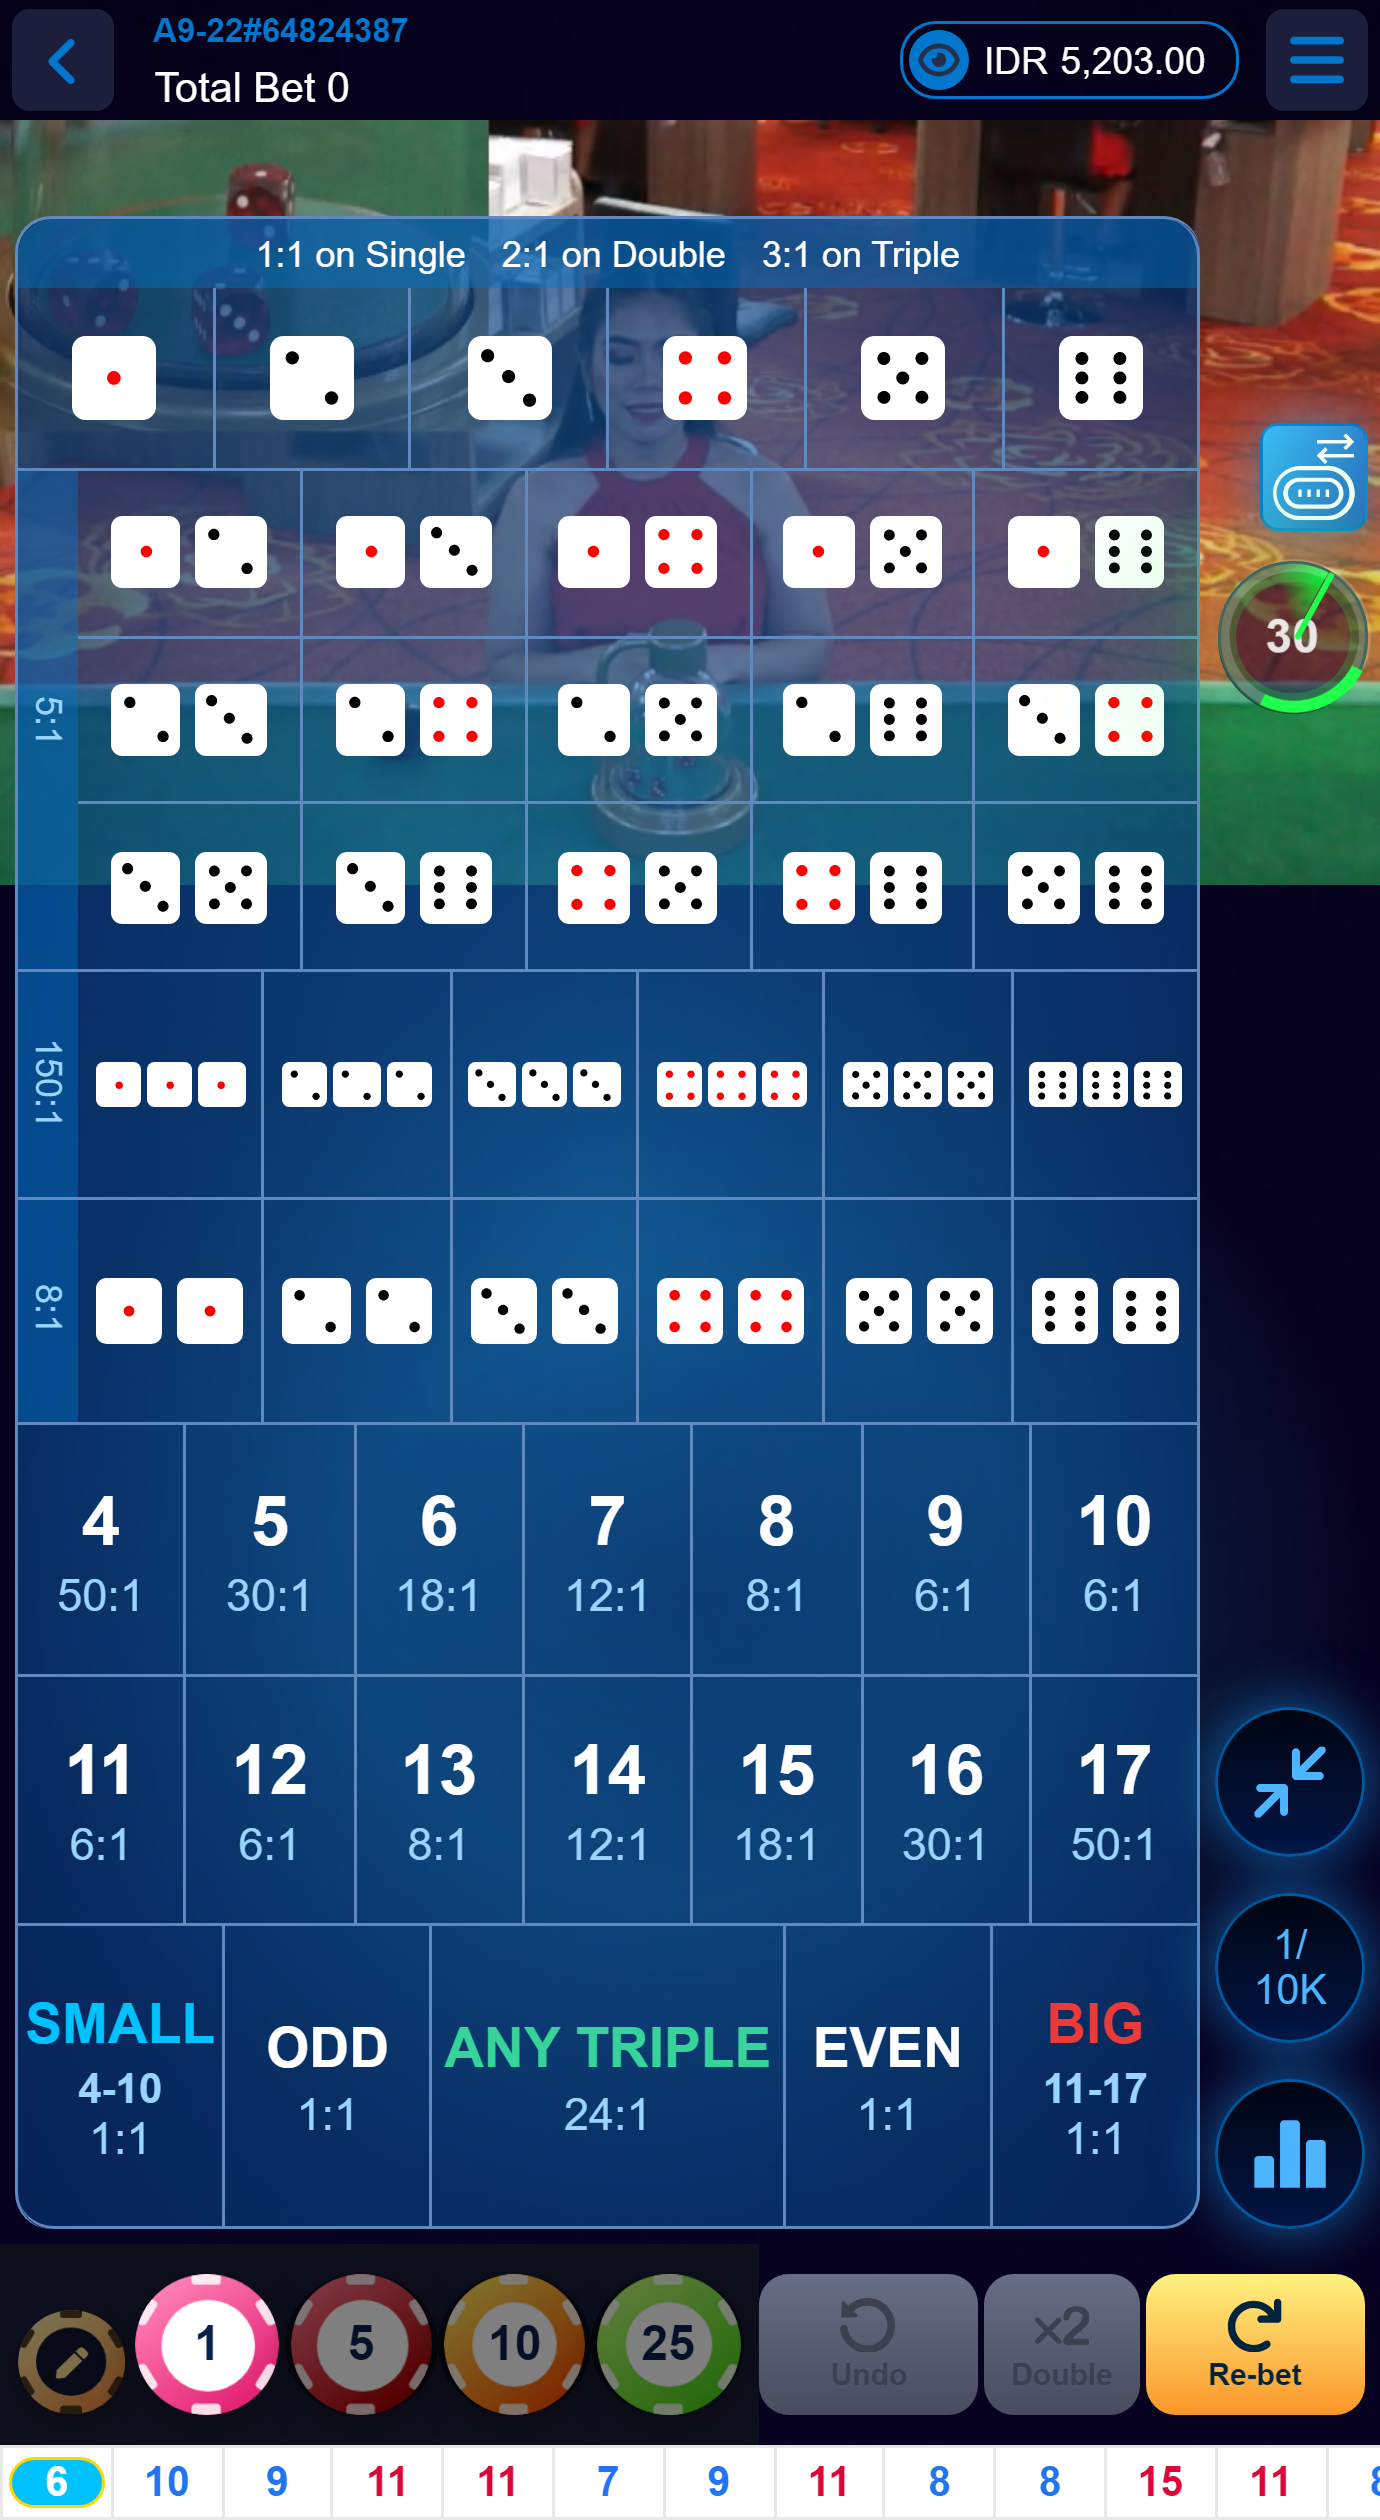 A9-22#64824387
Total Bet 0
IDR 5,203.00
1:1 on Single 2:1 on Double 3:1 on Triple
30
5:1
150:1
8:1
4 5 6 7 8 9 10
50:1 30:1 18:1 12:1 8:1 6:1 6:1
11 12 13 14 15 16 17
6:1 6:1 8:1 12:1 18:1 30:1 50:1
SMALL ODD ANY TRIPLE EVEN BIG
4-10 11-17
1:1 1:1 24:1 1:1 1:1
1/
10K
1 5 10 25
x2
Undo Double Re-bet
6 10 9 11 11 7 9 11 8 8 15 11